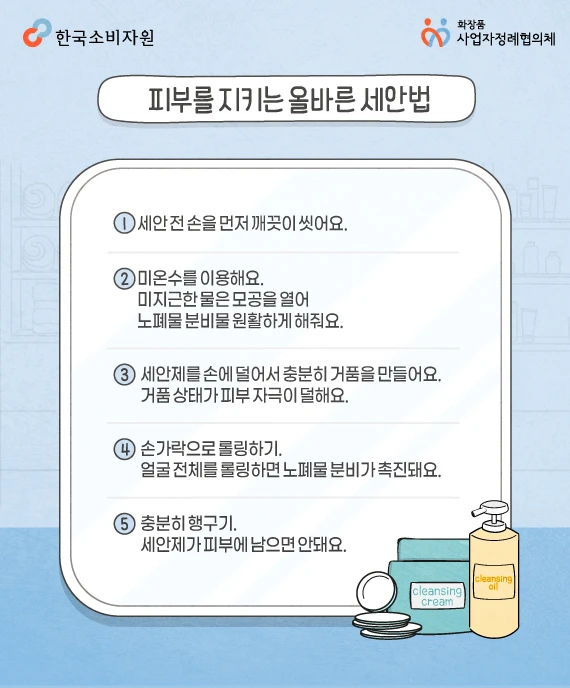 한국소비자원
화장품
사업자정례협의체
피부를 지키는 올바른 세안법
1 세안 전 손을 먼저 깨끗이 씻어요.
2 미온수를 이용해요.
미지근한 물은 모공을 열어
노폐물 분비물 원활하게 해줘요.
3 세안제를 손에 덜어서 충분히 거품을 만들어요.
거품 상태가 피부 자극이 덜해요.
4 손가락으로 롤링하기.
얼굴 전체를 롤링하면 노폐물 분비가 촉진돼요.
5 충분히 행구기.
세안제가 피부에 남으면 안돼요.
cleansing
cream
cleansing
oil